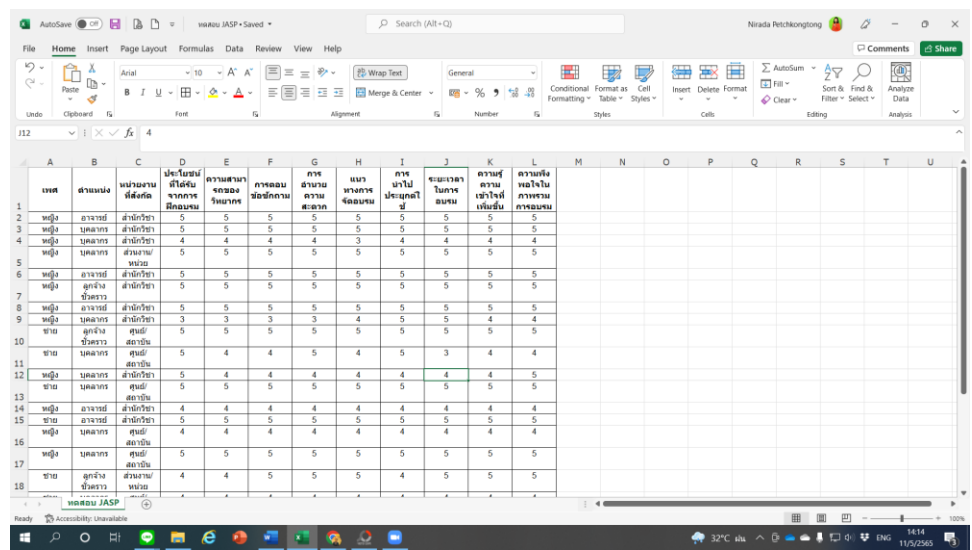 AutoSave Off ทดสอบ JASP • Saved Search (Alt+Q) Nirada Petchkongtong
File Home Insert Page Layout Formulas Data Review View Help Comments Share
Paste Arial 10 Wrap Text General Conditional Formatting Format as Table Cell Styles Insert Delete Format AutoSum Fill Clear Sort & Filter Find & Select Analyze Data
B I U Merge & Center
Undo Clipboard Font Alignment Number Styles Cells Editing Analysis
J12 fx 4
A B C D E F G H I J K L M N O P Q R S T U
1 เพศ ตำแหน่ง หน่วยงานที่สังกัด ประโยชน์ที่ได้รับจากการฝึกอบรม ความสามารถของวิทยากร การตอบข้อซักถาม การอำนวยความสะดวก แนวทางการจัดอบรม การนำไปประยุกต์ใช้ ระยะเวลาในการอบรม ความรู้ความเข้าใจที่เพิ่มขึ้น ความพึงพอใจในภาพรวมการอบรม
2 หญิง อาจารย์ สำนักวิชา 5 5 5 5 5 5 5 5 5
3 หญิง บุคลากร สำนักวิชา 5 5 5 5 5 5 5 5 5
4 หญิง บุคลากร สำนักวิชา 4 4 4 4 3 4 4 4 4
5 หญิง บุคลากร ส่วนงาน/หน่วย 5 5 5 5 5 5 5 5 5
6 หญิง อาจารย์ สำนักวิชา 5 5 5 5 5 5 5 5 5
7 หญิง ลูกจ้างชั่วคราว สำนักวิชา 5 5 5 5 5 5 5 5 5
8 หญิง อาจารย์ สำนักวิชา 5 5 5 5 5 5 5 5 5
9 หญิง บุคลากร สำนักวิชา 3 3 3 3 4 5 5 4 4
10 ชาย ลูกจ้างชั่วคราว ศูนย์/สถาบัน 5 5 5 5 5 5 5 5 5
11 ชาย บุคลากร ศูนย์/สถาบัน 5 4 4 5 4 5 3 4 4
12 หญิง บุคลากร สำนักวิชา 5 4 4 4 4 4 4 4 5
13 ชาย บุคลากร ศูนย์/สถาบัน 5 5 5 5 5 5 5 5 5
14 หญิง อาจารย์ สำนักวิชา 4 4 4 4 4 4 4 4 4
15 ชาย อาจารย์ สำนักวิชา 5 5 5 5 5 5 5 5 5
16 หญิง บุคลากร ศูนย์/สถาบัน 4 4 4 4 4 4 4 4 4
17 หญิง บุคลากร ศูนย์/สถาบัน 5 5 5 5 5 5 5 5 5
18 ชาย ลูกจ้างชั่วคราว ส่วนงาน/หน่วย 4 4 5 5 5 4 5 5 5
ทดสอบ JASP
Ready Accessibility: Unavailable 100%
32°C ฝน ENG 14:14
11/5/2565